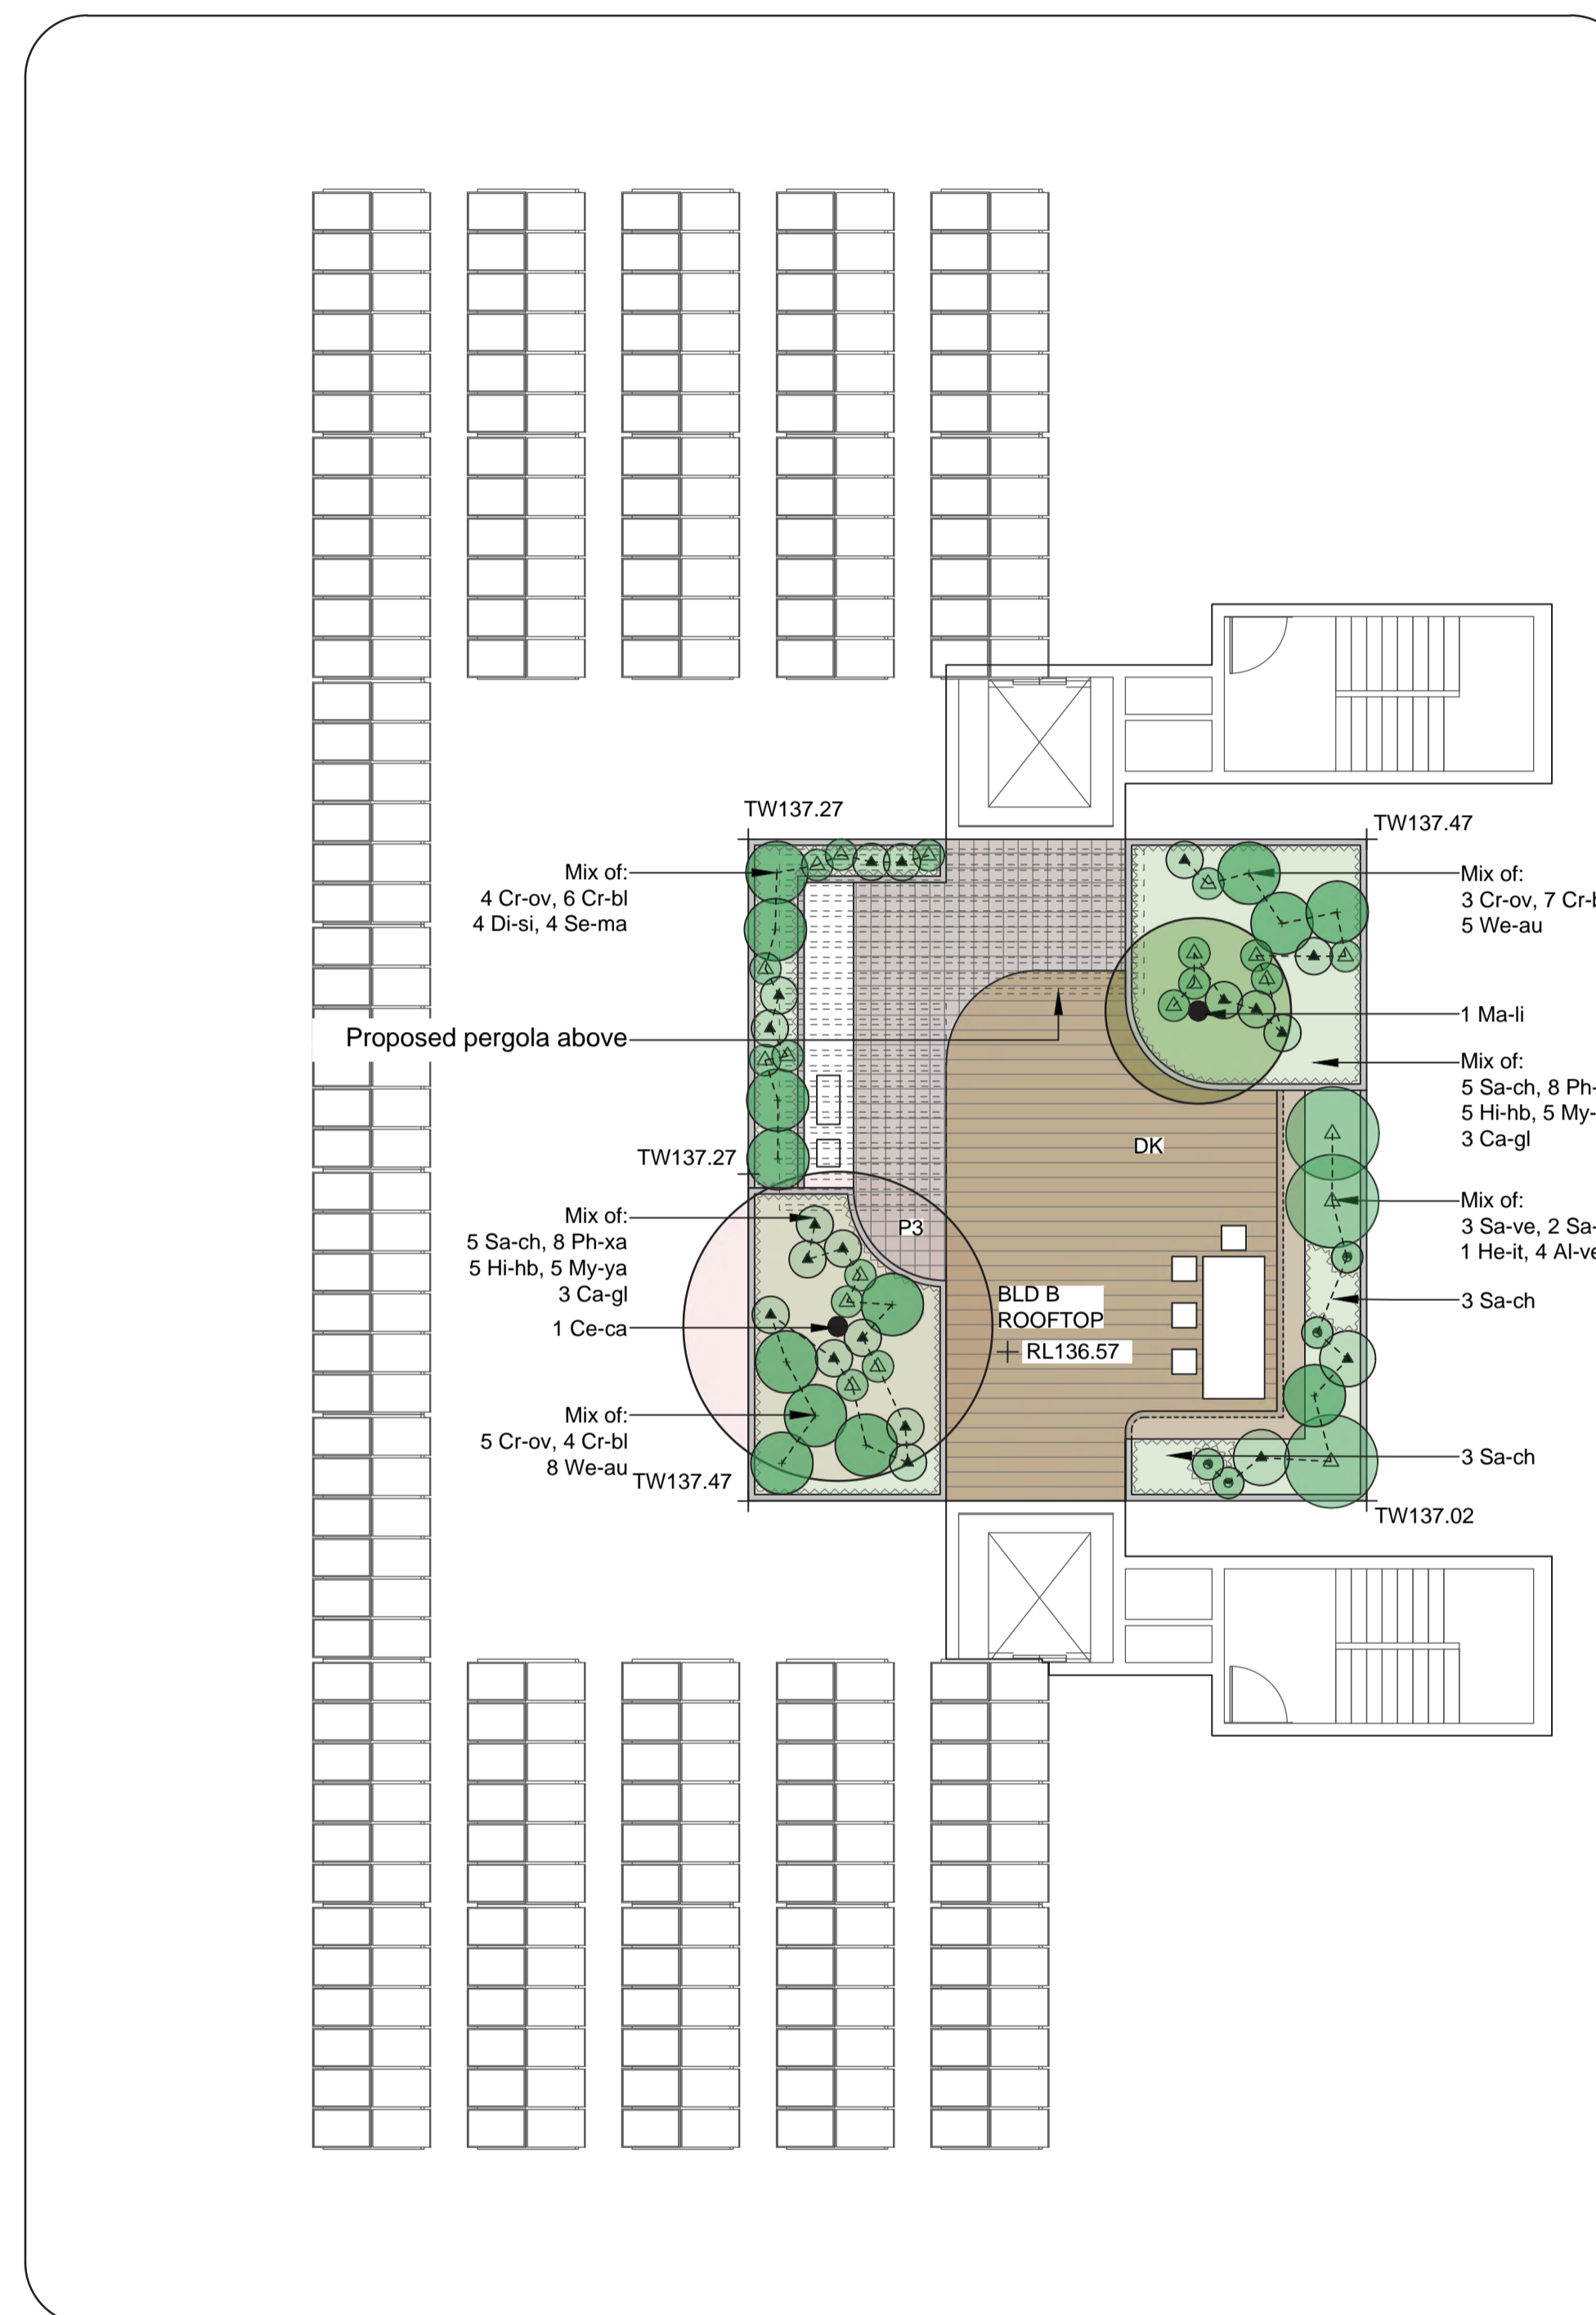 TW137.27
TW137.47
Mix of:
4 Cr-ov, 6 Cr-bl
4 Di-si, 4 Se-ma
Mix of:
3 Cr-ov, 7
5 We-au
Proposed pergola above
1 Ma-li
Mix of:
5 Sa-ch, 8
5 Hi-hb, 5
3 Ca-gl
DK
TW137.27
Mix of:
5 Sa-ch, 8 Ph-xa
5 Hi-hb, 5 My-ya
3 Ca-gl
1 Ce-ca
P3
Mix of:
3 Sa-ve, 2
1 He-it, 4
BLD B
ROOFTOP
RL136.57
3 Sa-ch
Mix of:
5 Cr-ov, 4 Cr-bl
8 We-au
TW137.47
3 Sa-ch
TW137.02